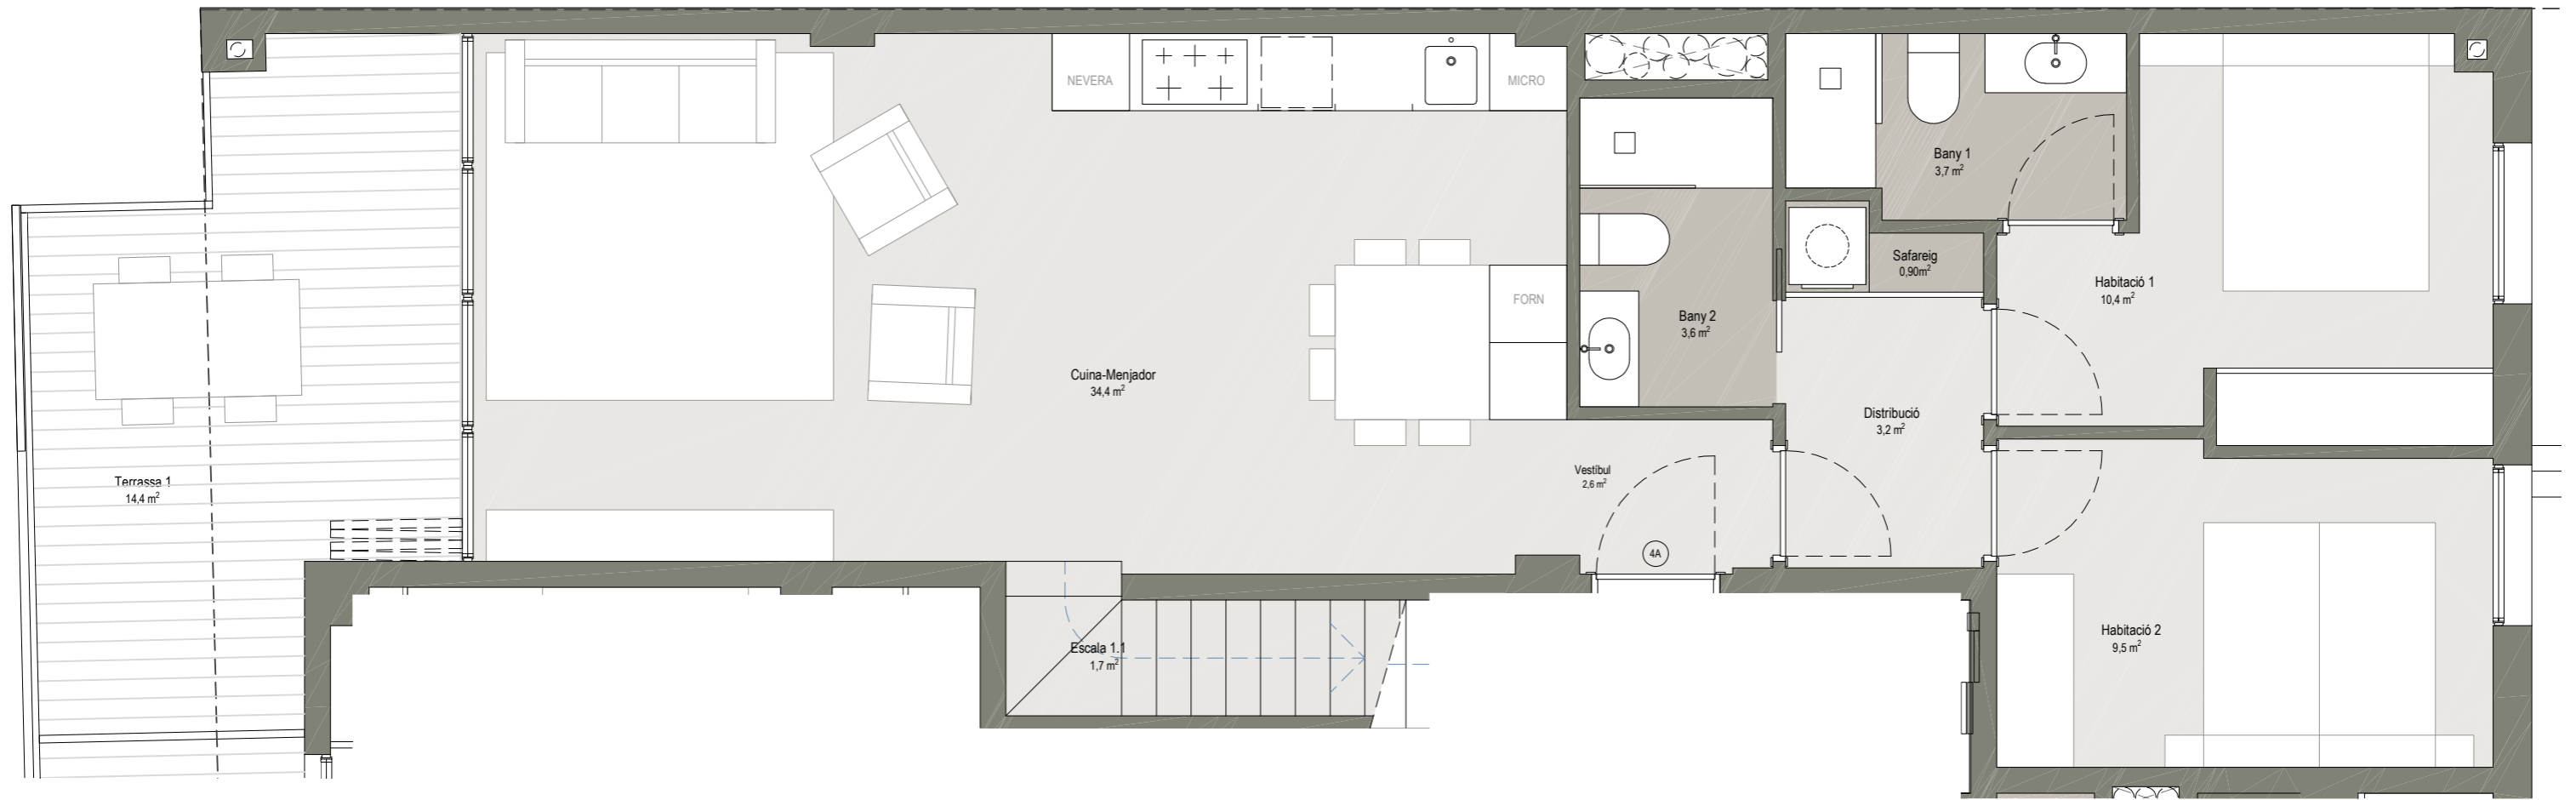 NEVERA
MICRO
Bany 1
3,7 m²
Safareig
0,90m²
Habitació 1
10,4 m²
FORN
Bany 2
3,6 m²
Cuina-Menjador
34,4 m²
Distribució
3,2 m²
Vestíbul
2,6 m²
Terrassa 1
14,4 m²
4A
Escala 1.1
1,7 m²
Habitació 2
9,5 m²